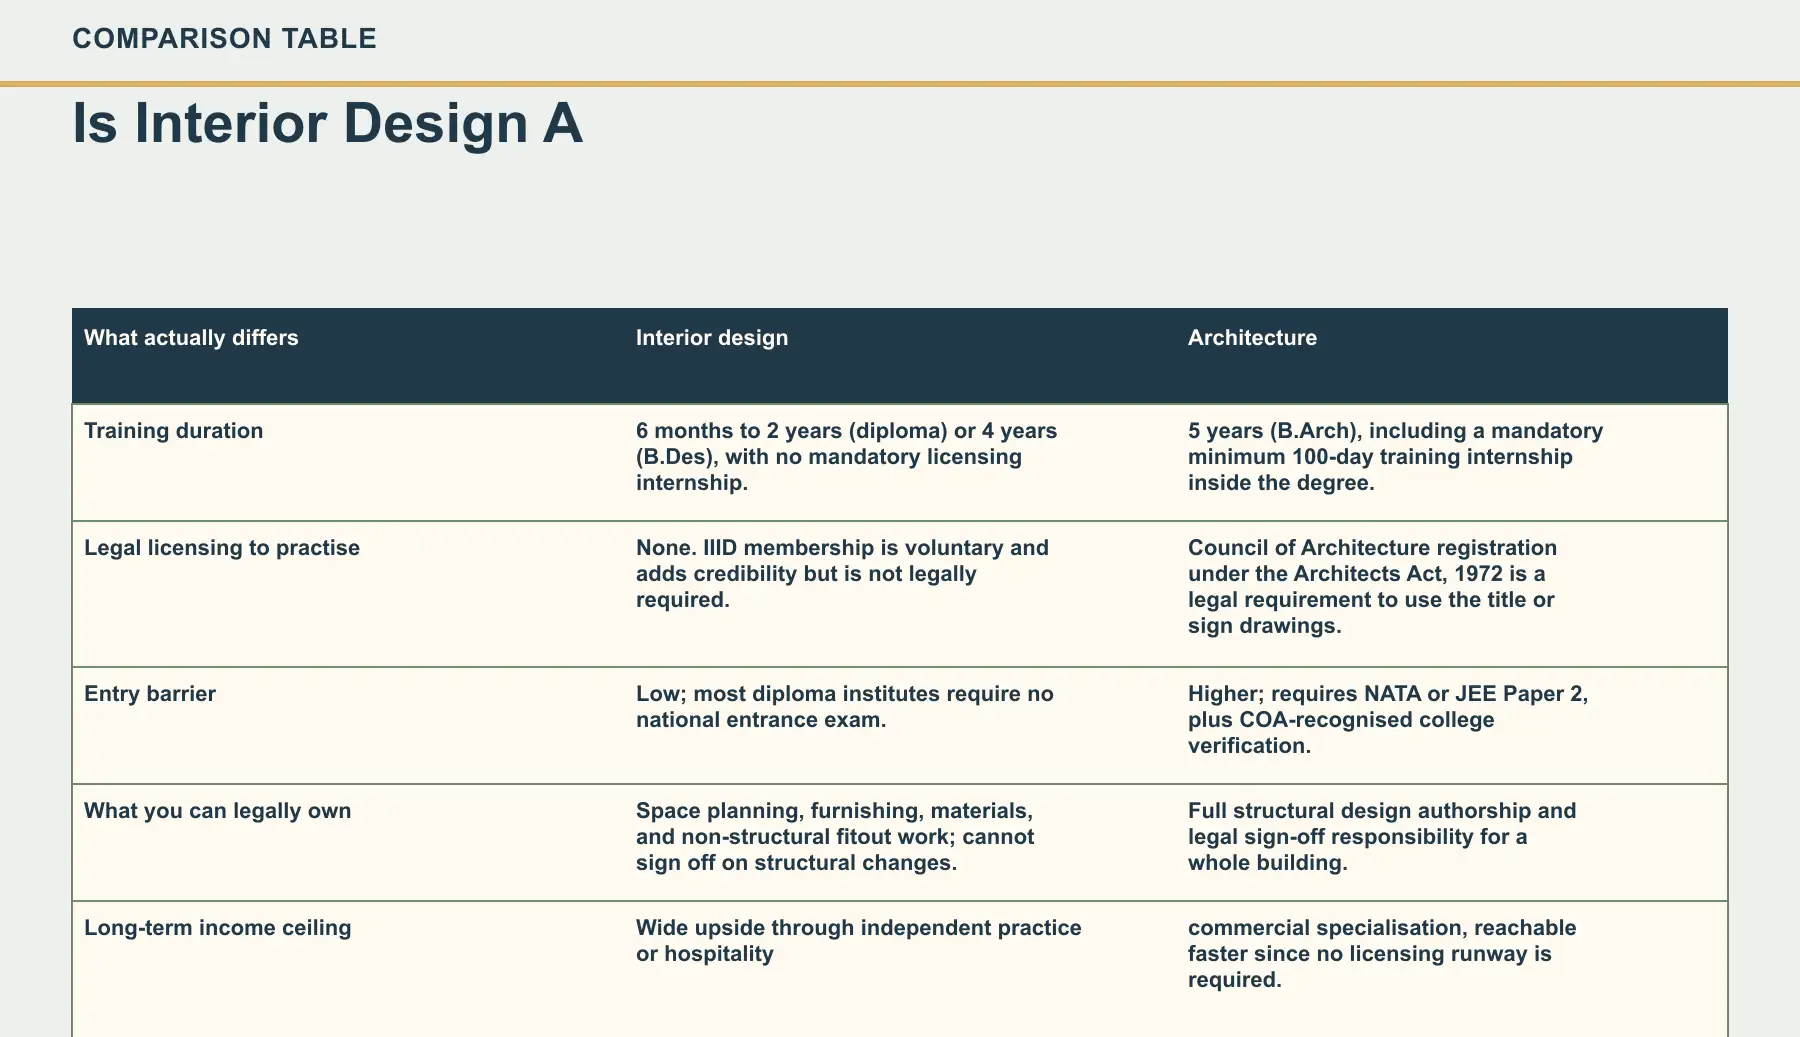 COMPARISON TABLE
Is Interior Design A
What actually differs
Interior design
Architecture
Training duration
6 months to 2 years (diploma) or 4 years
(B.Des), with no mandatory licensing
internship.
5 years (B.Arch), including a mandatory
minimum 100-day training internship
inside the degree.
Legal licensing to practise
None. IIID membership is voluntary and
adds credibility but is not legally
required.
Council of Architecture registration
under the Architects Act, 1972 is a
legal requirement to use the title or
sign drawings.
Entry barrier
Low; most diploma institutes require no
national entrance exam.
Higher; requires NATA or JEE Paper 2,
plus COA-recognised college
verification.
What you can legally own
Space planning, furnishing, materials,
and non-structural fitout work; cannot
sign off on structural changes.
Full structural design authorship and
legal sign-off responsibility for a
whole building.
Long-term income ceiling
Wide upside through independent practice
or hospitality
commercial specialisation, reachable
faster since no licensing runway is
required.